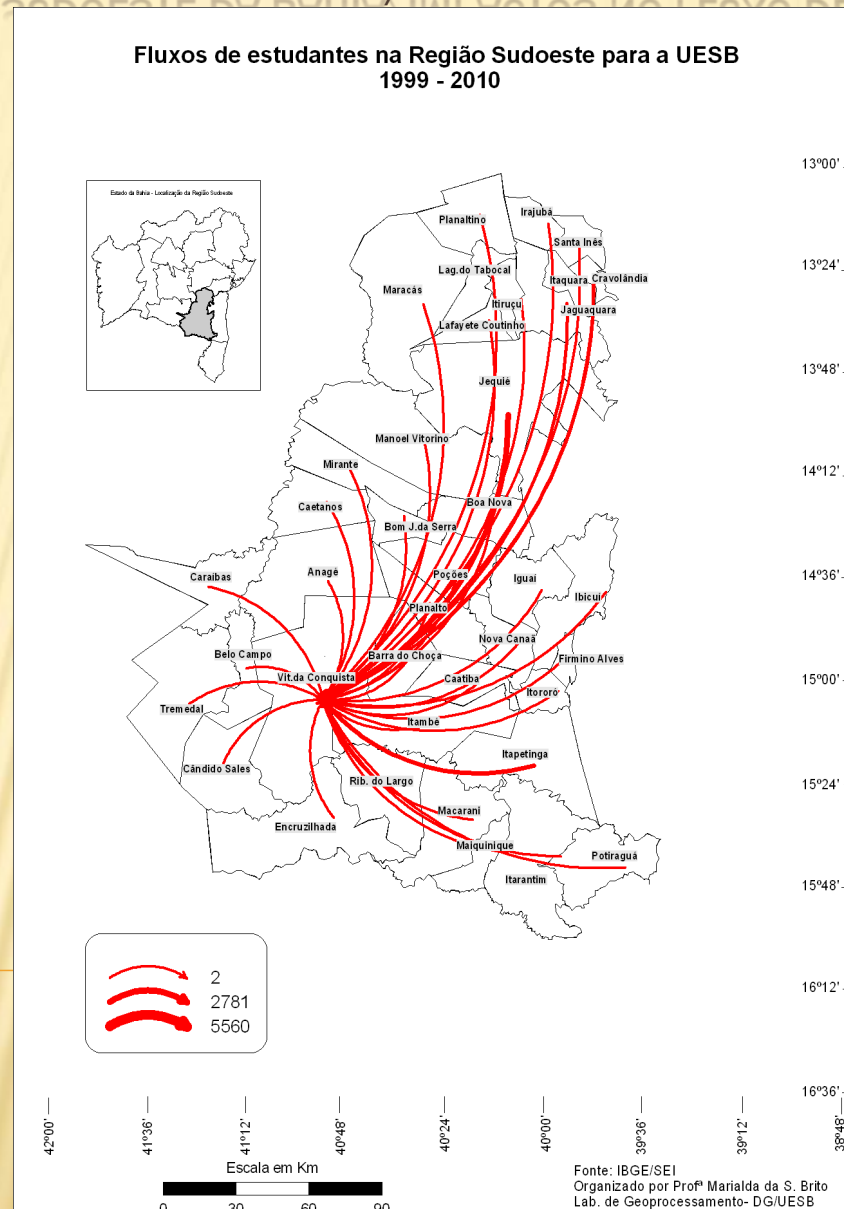 Fluxos de estudantes na Região Sudoeste para a UESB
1999 - 2010
Estado da Bahia - Localização da Região Sudoeste
13º00'
13º24'
13º48'
14º12'
14º36'
15º00'
15º24'
15º48'
16º12'
16º36'
Planaltino
Irajubá
Santa Inês
Lag.do Tabocal
Itaquara
Cravolândia
Maracás
Itiruçu
Jaguaquara
Lafayete Coutinho
Jequié
Manoel Vitorino
Mirante
Caetanos
Boa Nova
Bom J.da Serra
Caraíbas
Anagé
Poções
Iguaí
Ibicuí
Planalto
Nova Canaã
Belo Campo
Barra do Choça
Firmino Alves
Vit.da Conquista
Caatiba
Itororó
Tremedal
Itambé
Itapetinga
Cândido Sales
Rib. do Largo
Macarani
Encruzilhada
Maiquinique
Potiraguá
Itarantim
2
2781
5560
42º00'
41º36'
41º12'
40º48'
40º24'
40º00'
39º36'
39º12'
38º48'
Escala em Km
0 30 60 90
Fonte: IBGE/SEI
Organizado por Profª Marialda da S. Brito
Lab. de Geoprocessamento- DG/UESB